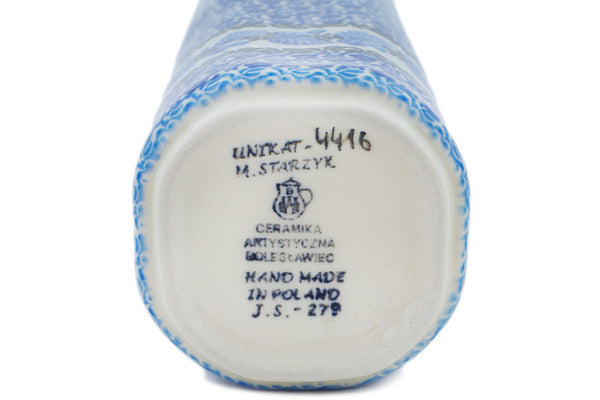 UNIKAT-4416
M. STARZYK
CERAMIKA
ARTYSTYCZNA
BOLESŁAWIEC
HAND MADE
IN POLAND
J.S.-279